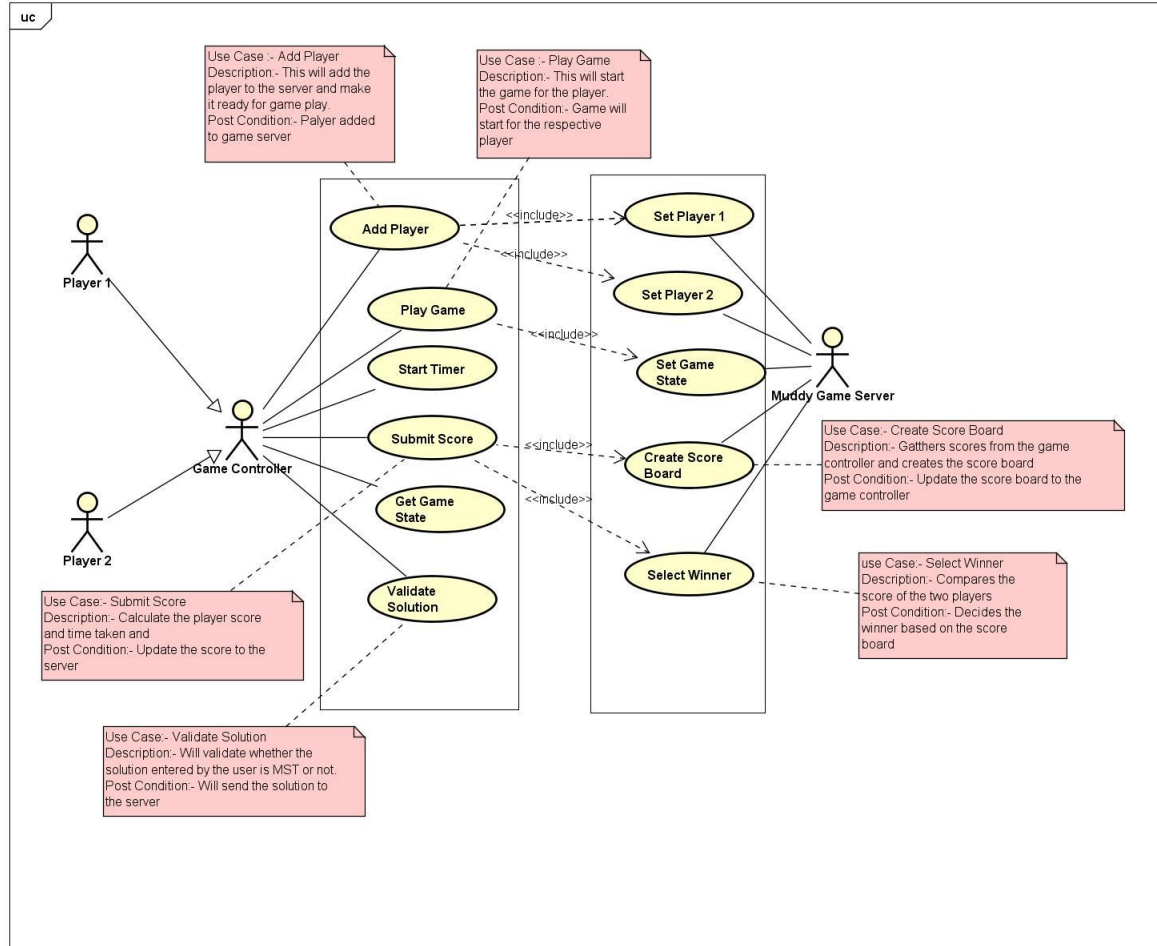 uc
Use Case :- Add Player
Description:- This will add the
player to the server and make
it ready for game play.
Post Condition:- Palyer added
to game server
Use Case :- Play Game
Description:- This will start
the game for the player.
Post Condition:- Game will
start for the respective
player
Add Player
<<include>>
Set Player 1
Player 1
<<include>>
Set Player 2
Play Game
<<include>>
Set Game
State
Start Timer
Muddy Game Server
Submit Score
Game Controller
<<include>>
Create Score
Board
Use Case:- Create Score Board
Description:- Gatthers scores from the game
controller and creates the score board
Post Condition:- Update the score board to the
game controller
Get Game
State
<<include>>
Player 2
Select Winner
use Case:- Select Winner
Description:- Compares the
score of the two players
Post Condition:- Decides the
winner based on the score
board
Validate
Solution
Use Case:- Submit Score
Description:- Calculate the player score
and time taken and
Post Condition:- Update the score to the
server
Use Case:- Validate Solution
Description:- Will validate whether the
solution entered by the user is MST or not.
Post Condition:- Will send the solution to
the server